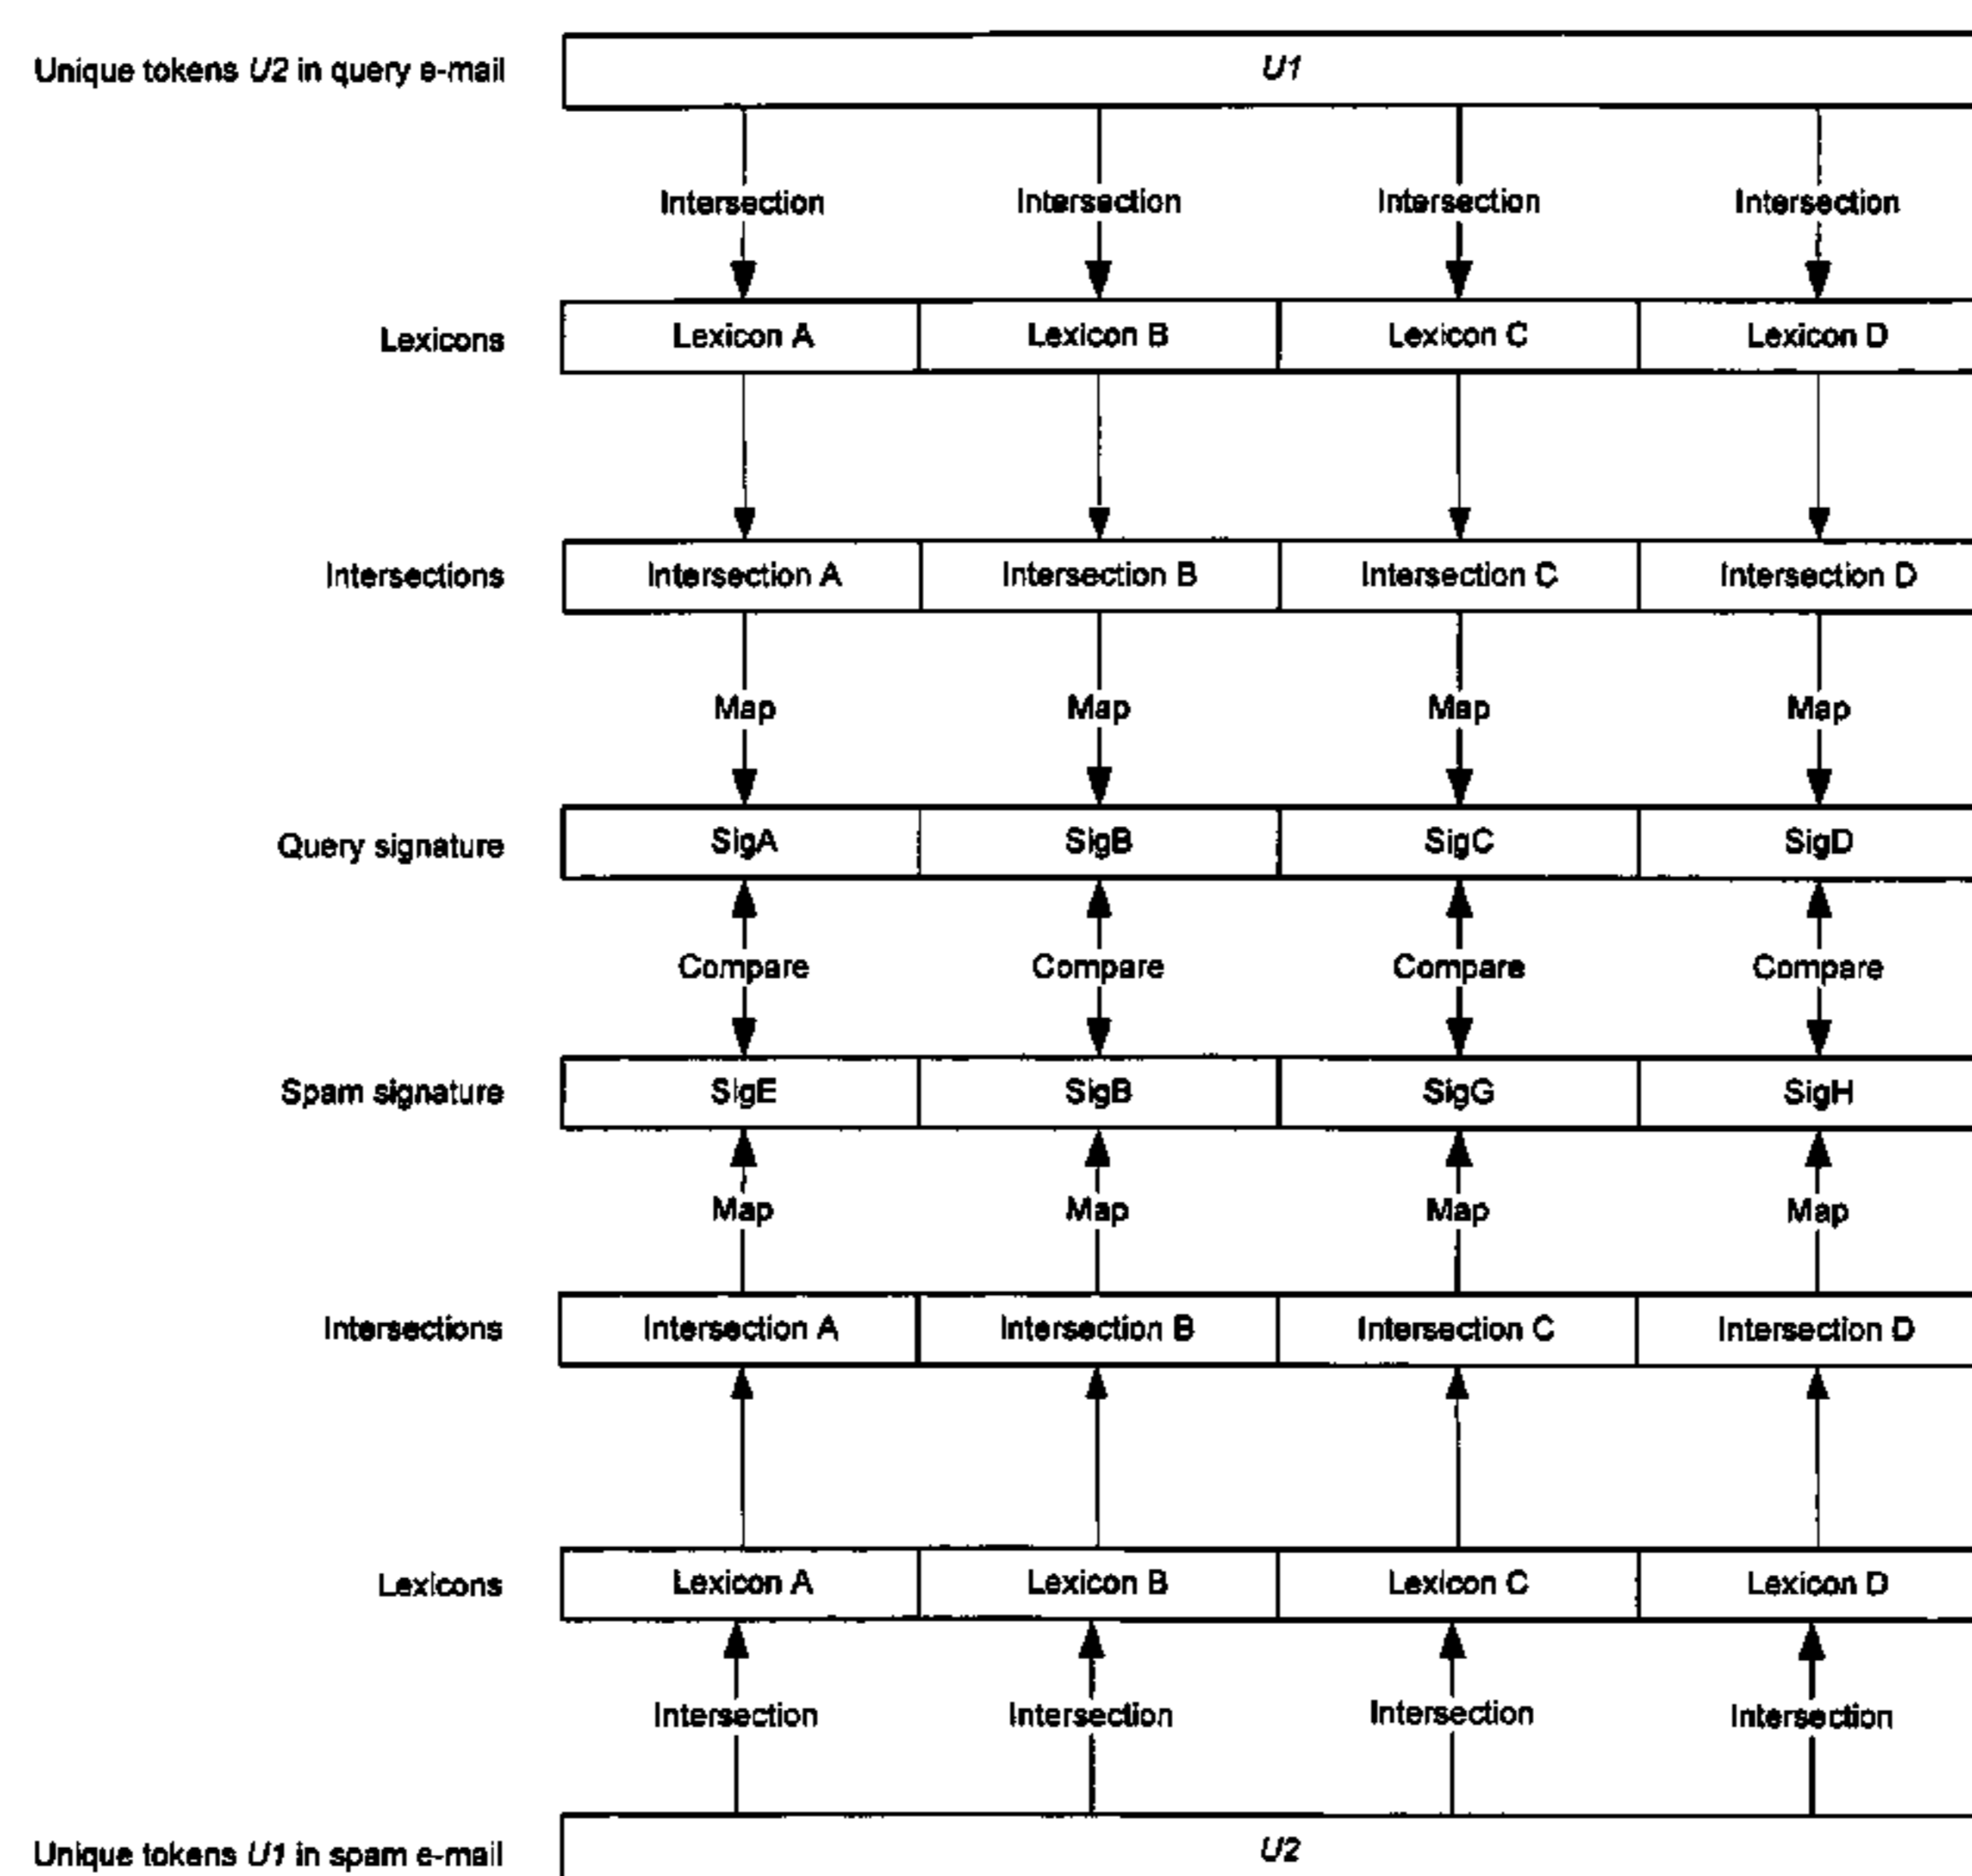 Unique tokens U2 in query e-mail U1
Intersection Intersection Intersection Intersection
Lexicons Lexicon A Lexicon B Lexicon C Lexicon D
Intersections Intersection A Intersection B Intersection C Intersection D
Map Map Map Map
Query signature SigA SigB SigC SigD
Compare Compare Compare Compare
Spam signature SigE SigB SigG SigH
Map Map Map Map
Intersections Intersection A Intersection B Intersection C Intersection D
Lexicons Lexicon A Lexicon B Lexicon C Lexicon D
Intersection Intersection Intersection Intersection
Unique tokens U1 in spam e-mail U2